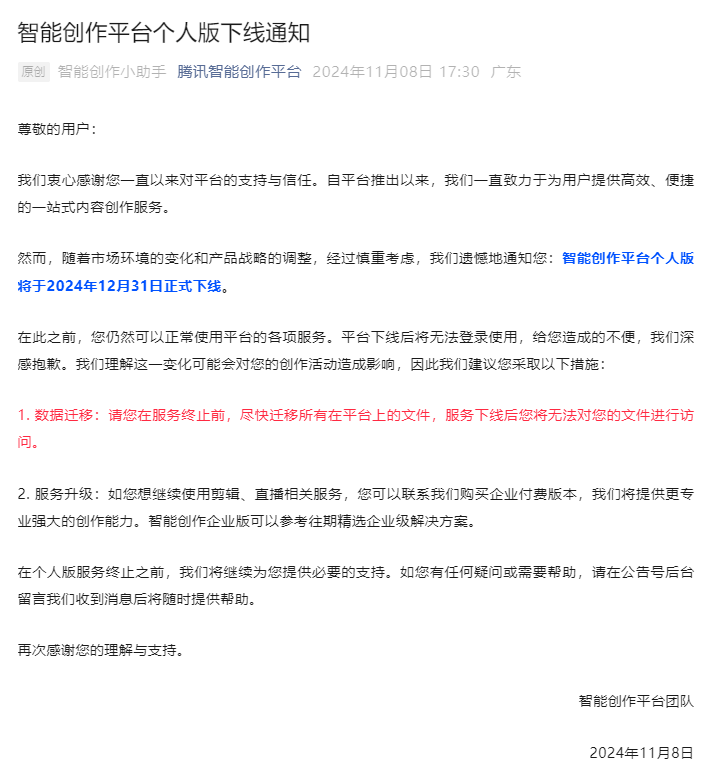 智能创作平台个人版下线通知
原创 智能创作小助手 腾讯智能创作平台 2024年11月08日 17:30 广东
尊敬的用户：
我们衷心感谢您一直以来对平台的支持与信任。自平台推出以来，我们一直致力于为用户提供高效、便捷
的一站式内容创作服务。
然而，随着市场环境的变化和产品战略的调整，经过慎重考虑，我们遗憾地通知您：智能创作平台个人版
将于2024年12月31日正式下线。
在此之前，您仍然可以正常使用平台的各项服务。平台下线后将无法登录使用，给您造成的不便，我们深
感抱歉。我们理解这一变化可能会对您的创作活动造成影响，因此我们建议您采取以下措施：
1. 数据迁移：请您在服务终止前，尽快迁移所有在平台上的文件，服务下线后您将无法对您的文件进行访
问。
2. 服务升级：如您想继续使用剪辑、直播相关服务，您可以联系我们购买企业付费版本，我们将提供更专
业强大的创作能力。智能创作企业版可以参考往期精选企业级解决方案。
在个人版服务终止之前，我们将继续为您提供必要的支持。如您有任何疑问或需要帮助，请在公告号后台
留言我们收到消息后将随时提供帮助。
再次感谢您的理解与支持。
智能创作平台团队
2024年11月8日